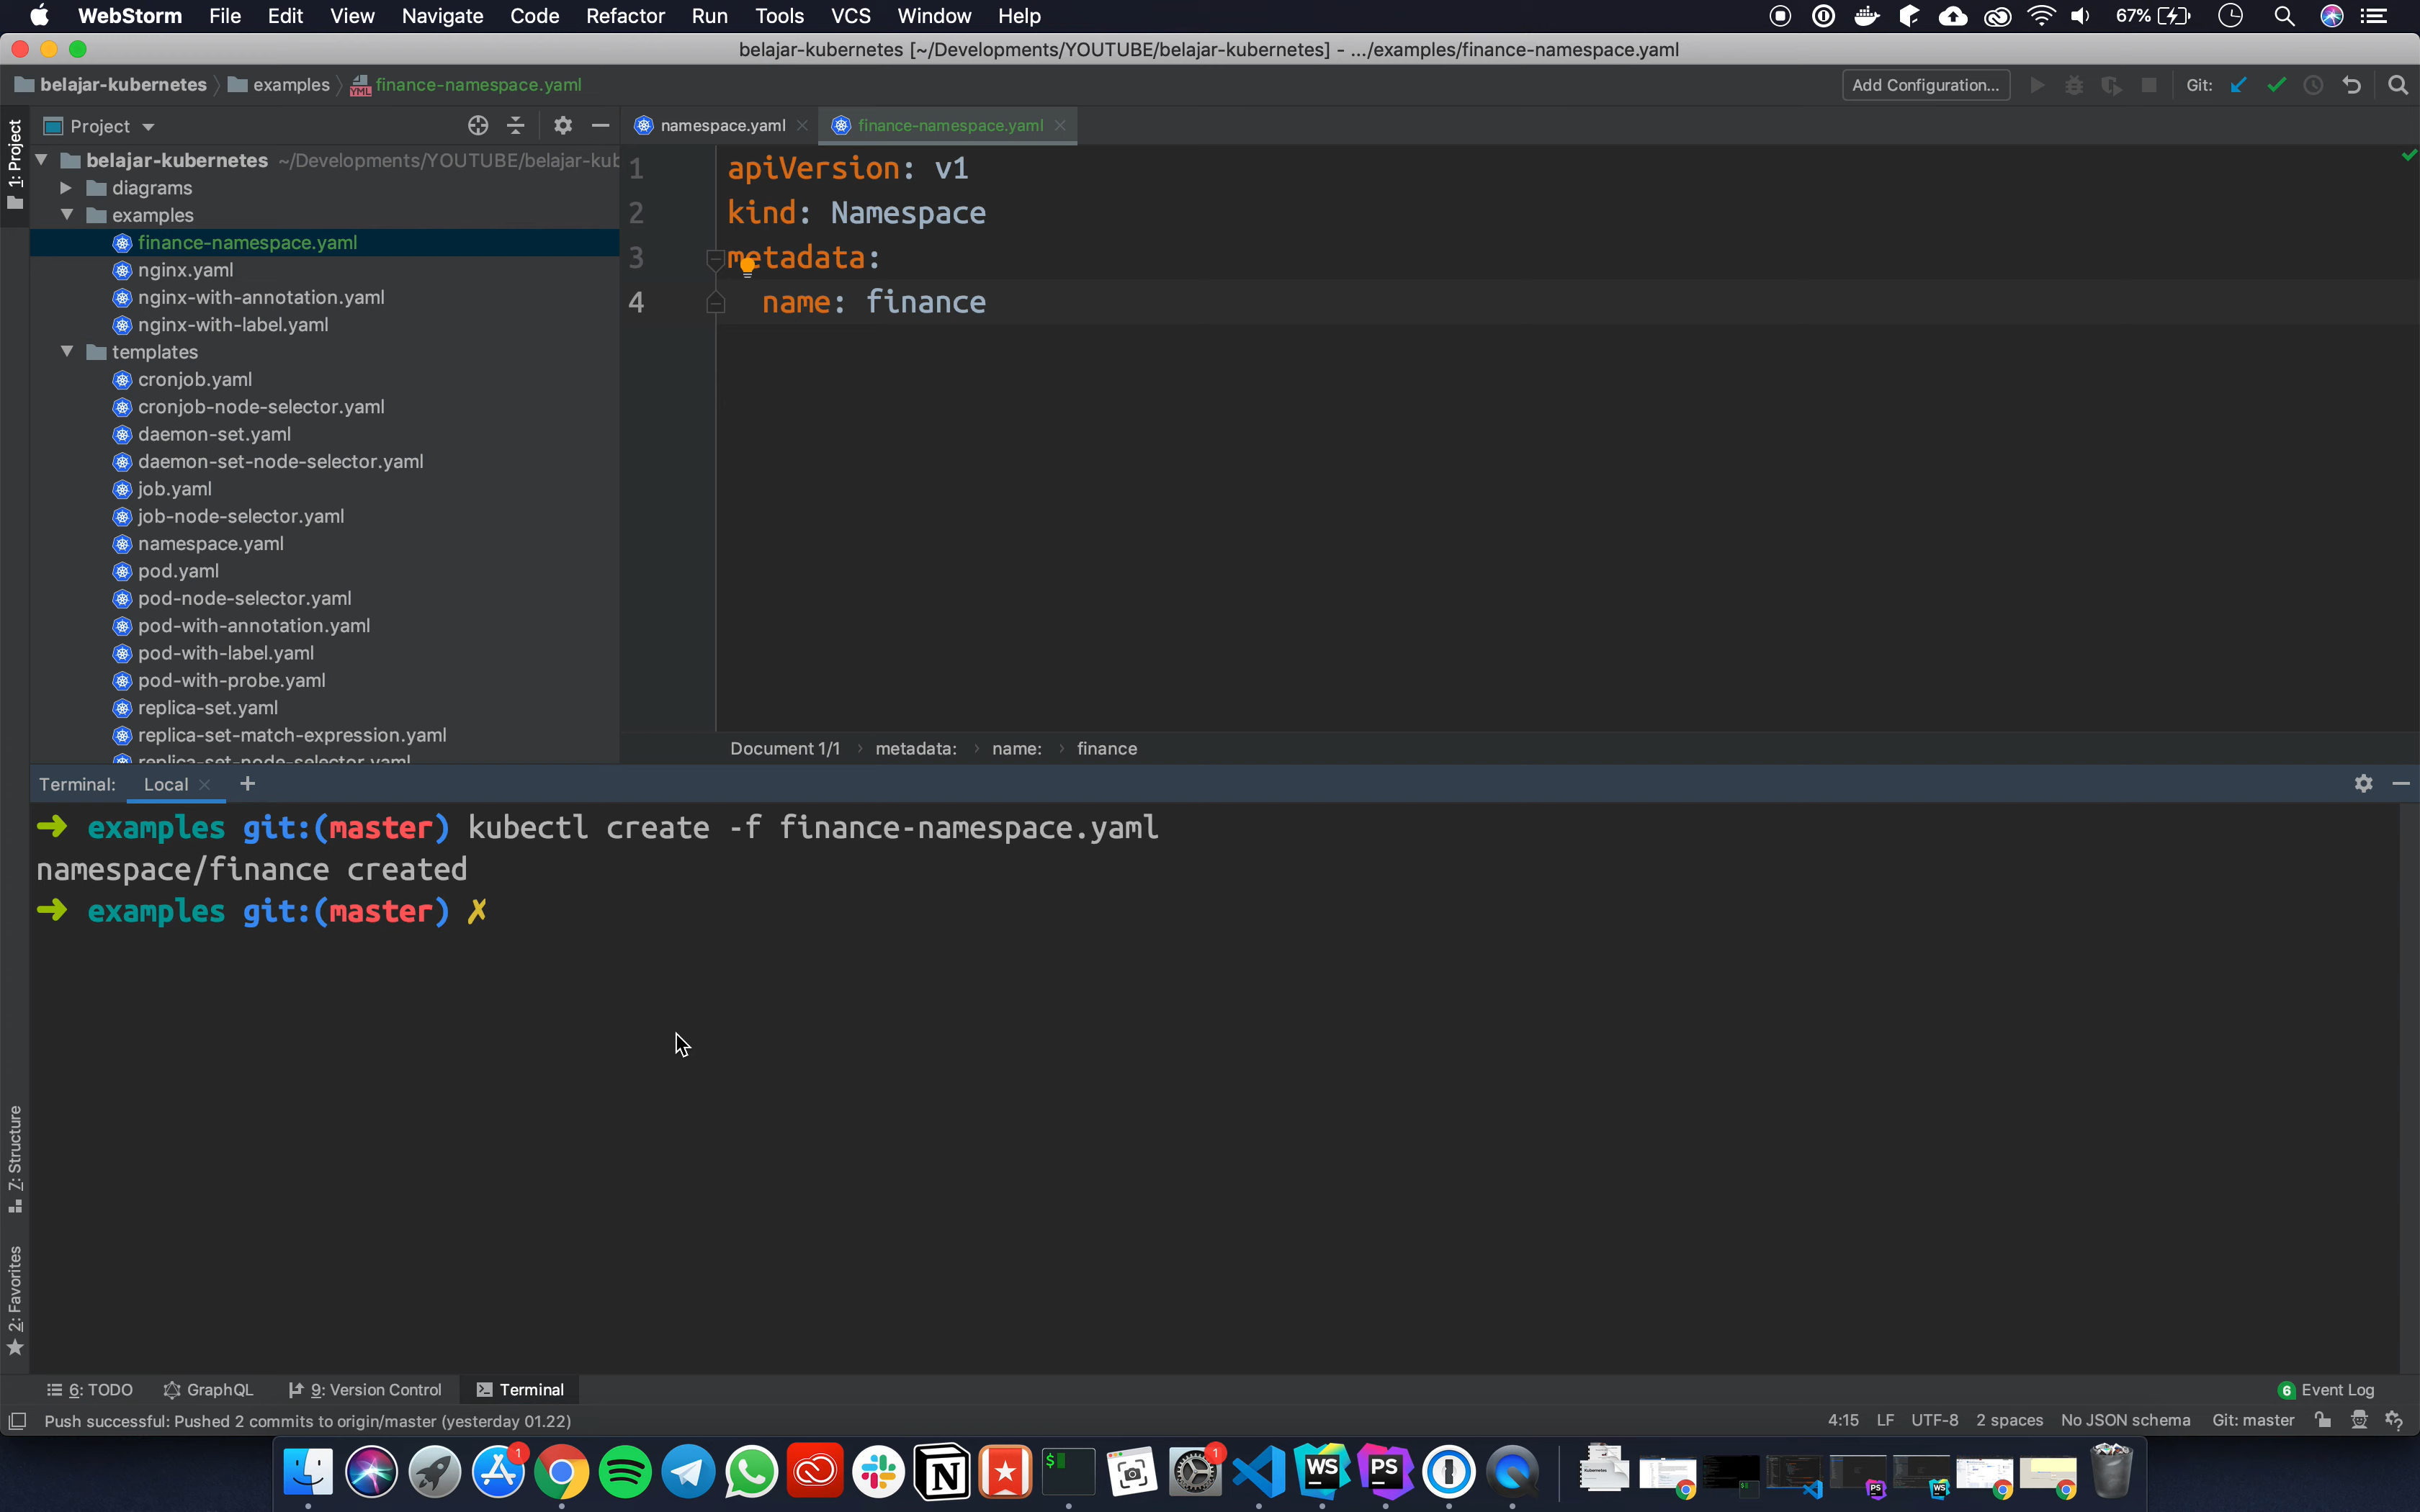 WebStorm File Edit View Navigate Code Refactor Run Tools VCS Window Help 67%
belajar-kubernetes [~/Developments/YOUTUBE/belajar-kubernetes] - .../examples/finance-namespace.yaml
belajar-kubernetes examples finance-namespace.yaml Add Configuration... Git:
Project namespace.yaml finance-namespace.yaml
1: Project
belajar-kubernetes ~/Developments/YOUTUBE/belajar-kub
diagrams
examples
finance-namespace.yaml
nginx.yaml
nginx-with-annotation.yaml
nginx-with-label.yaml
templates
cronjob.yaml
cronjob-node-selector.yaml
daemon-set.yaml
daemon-set-node-selector.yaml
job.yaml
job-node-selector.yaml
namespace.yaml
pod.yaml
pod-node-selector.yaml
pod-with-annotation.yaml
pod-with-label.yaml
pod-with-probe.yaml
replica-set.yaml
replica-set-match-expression.yaml
replica-set-node-selector.yaml
1 apiVersion: v1
2 kind: Namespace
3 metadata:
4 name: finance
Document 1/1 › metadata: › name: › finance
Terminal: Local
➜ examples git:(master) kubectl create -f finance-namespace.yaml
namespace/finance created
➜ examples git:(master) ✗
7: Structure
2: Favorites
6: TODO GraphQL 9: Version Control Terminal 6 Event Log
Push successful: Pushed 2 commits to origin/master (yesterday 01.22) 4:15 LF UTF-8 2 spaces No JSON schema Git: master